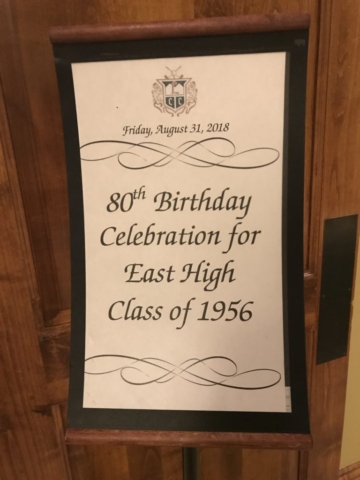 Friday, August 31, 2018
80th Birthday
Celebration for
East High
Class of 1956